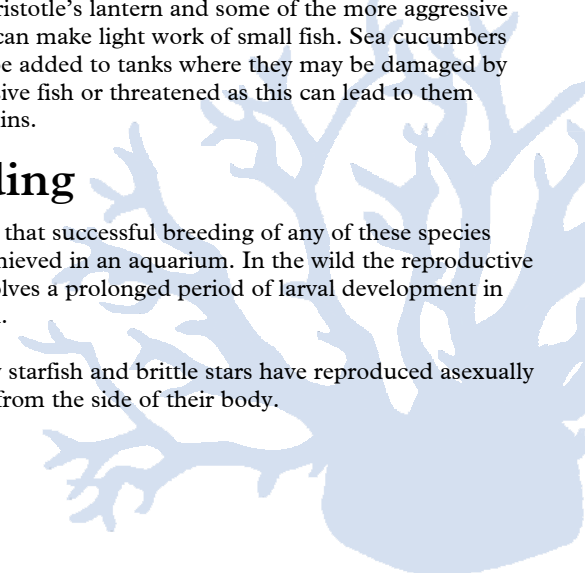 ristotle’s lantern and some of the more aggressive
can make light work of small fish. Sea cucumbers
e added to tanks where they may be damaged by
ive fish or threatened as this can lead to them
ins.
ling
that successful breeding of any of these species
hieved in an aquarium. In the wild the reproductive
olves a prolonged period of larval development in
.
starfish and brittle stars have reproduced asexually
from the side of their body.